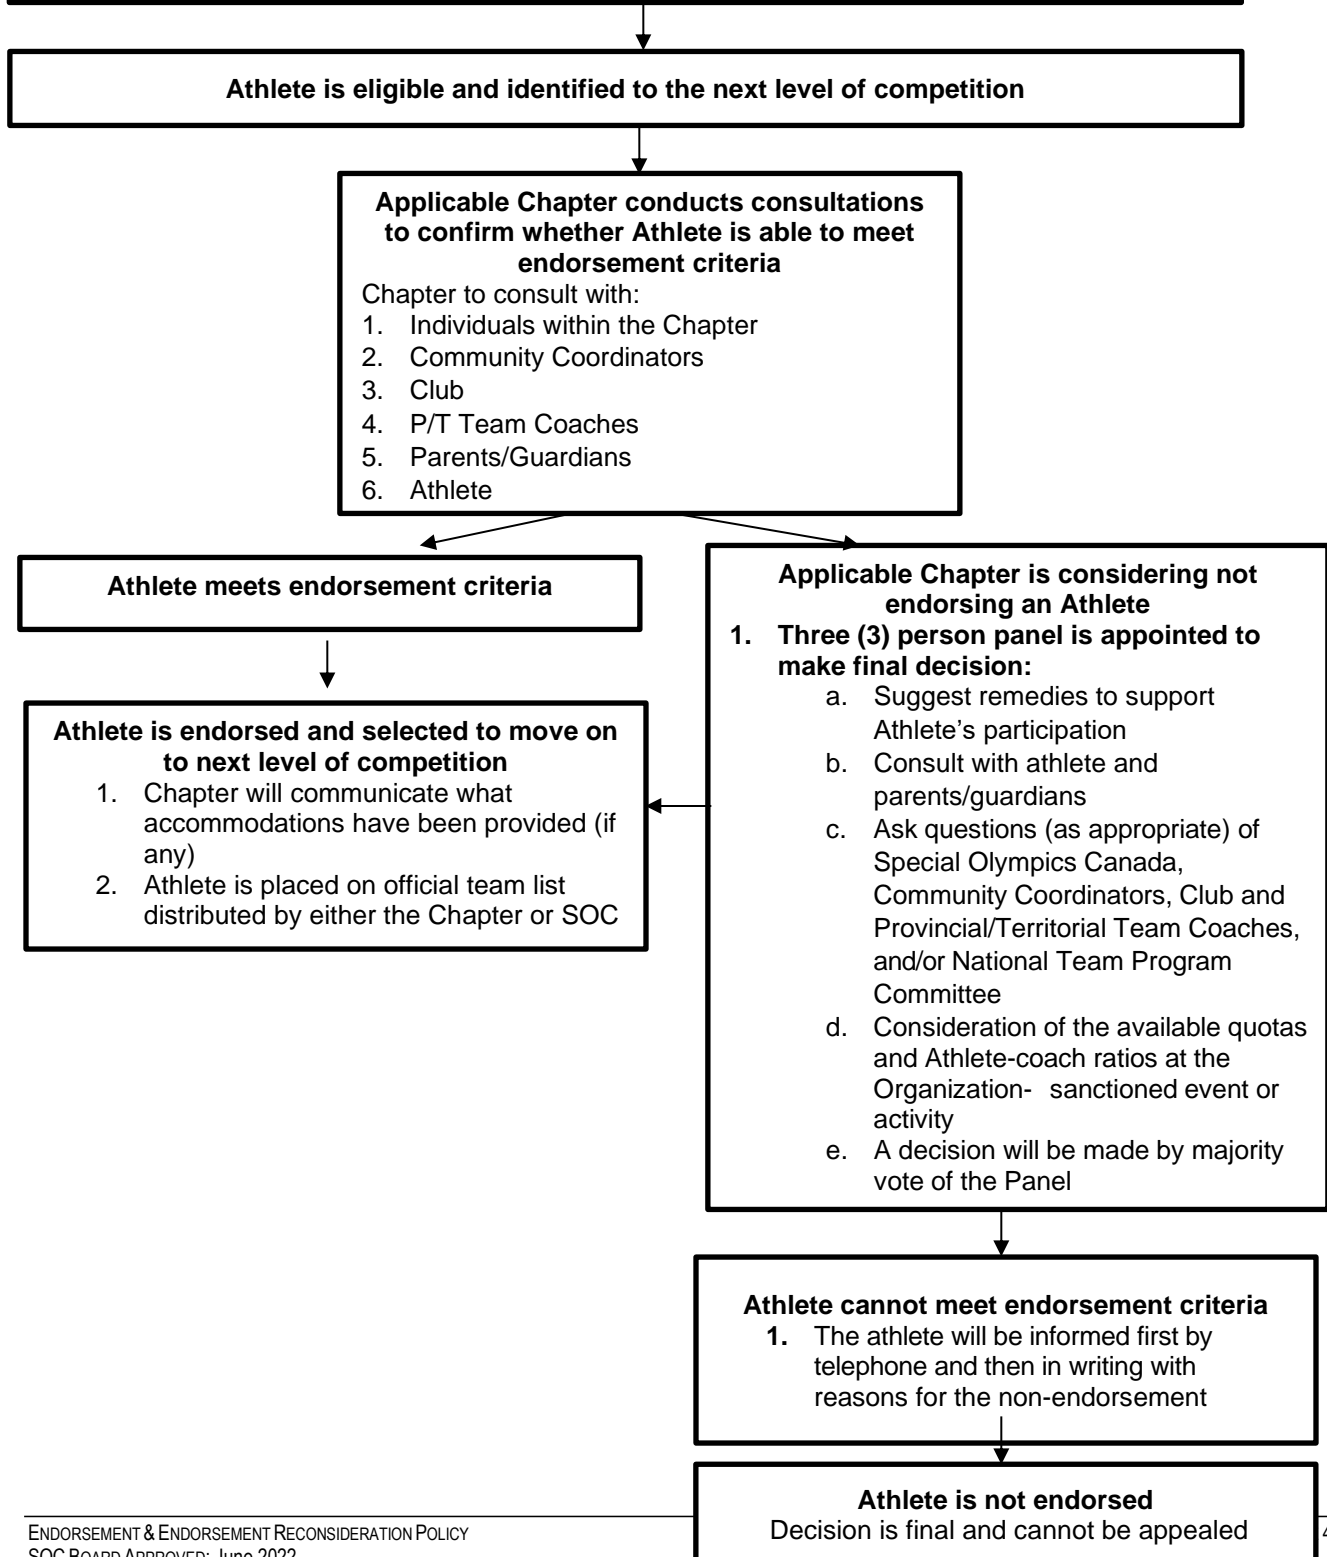 Athlete is eligible and identified to the next level of competition
Applicable Chapter conducts consultations
to confirm whether Athlete is able to meet
endorsement criteria
Chapter to consult with:
1. Individuals within the Chapter
2. Community Coordinators
3. Club
4. P/T Team Coaches
5. Parents/Guardians
6. Athlete
Athlete meets endorsement criteria
Athlete is endorsed and selected to move on
to next level of competition
1. Chapter will communicate what
accommodations have been provided (if
any)
2. Athlete is placed on official team list
distributed by either the Chapter or SOC
Applicable Chapter is considering not
endorsing an Athlete
1. Three (3) person panel is appointed to
make final decision:
a. Suggest remedies to support
Athlete's participation
b. Consult with athlete and
parents/guardians
c. Ask questions (as appropriate) of
Special Olympics Canada,
Community Coordinators, Club and
Provincial/Territorial Team Coaches,
and/or National Team Program
Committee
d. Consideration of the available quotas
and Athlete-coach ratios at the
Organization- sanctioned event or
activity
e. A decision will be made by majority
vote of the Panel
Athlete cannot meet endorsement criteria
1. The athlete will be informed first by
telephone and then in writing with
reasons for the non-endorsement
Athlete is not endorsed
Decision is final and cannot be appealed
ENDORSEMENT & ENDORSEMENT RECONSIDERATION POLICY
4
SOC BOARD APPROVED: June 2022